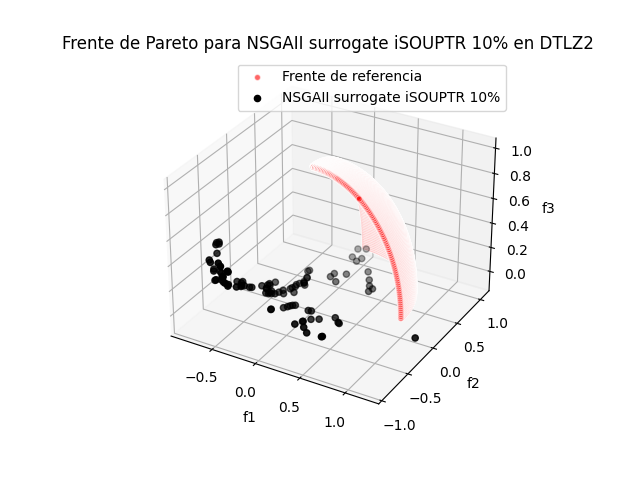 Frente de Pareto para NSGAII surrogate iSOUPTR 10% en DTLZ2
Frente de referencia
NSGAII surrogate iSOUPTR 10%
1.0
0.8
0.6
0.4
0.2
0.0
f3
1.0
0.5
0.0
−0.5
−1.0
f2
−0.5
0.0
0.5
1.0
f1